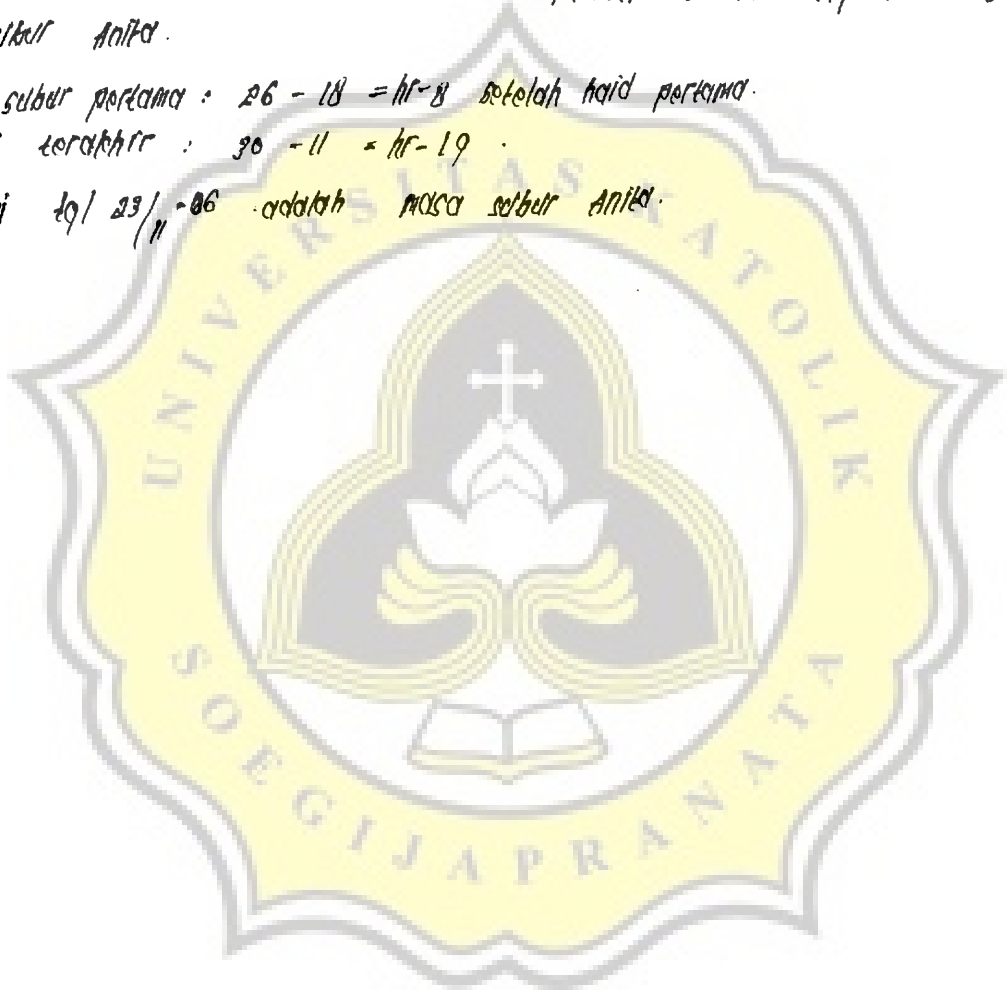 Anita.
subur pertama : 26 - 18 = hr-8 setelah haid pertama.
terakhir : 30 - 11 = hr-19 .
tgl 23/11 -06 adalah masa subur Anita.
UNIVERSITAS KATOLIK
SOEGIJAPRANATA